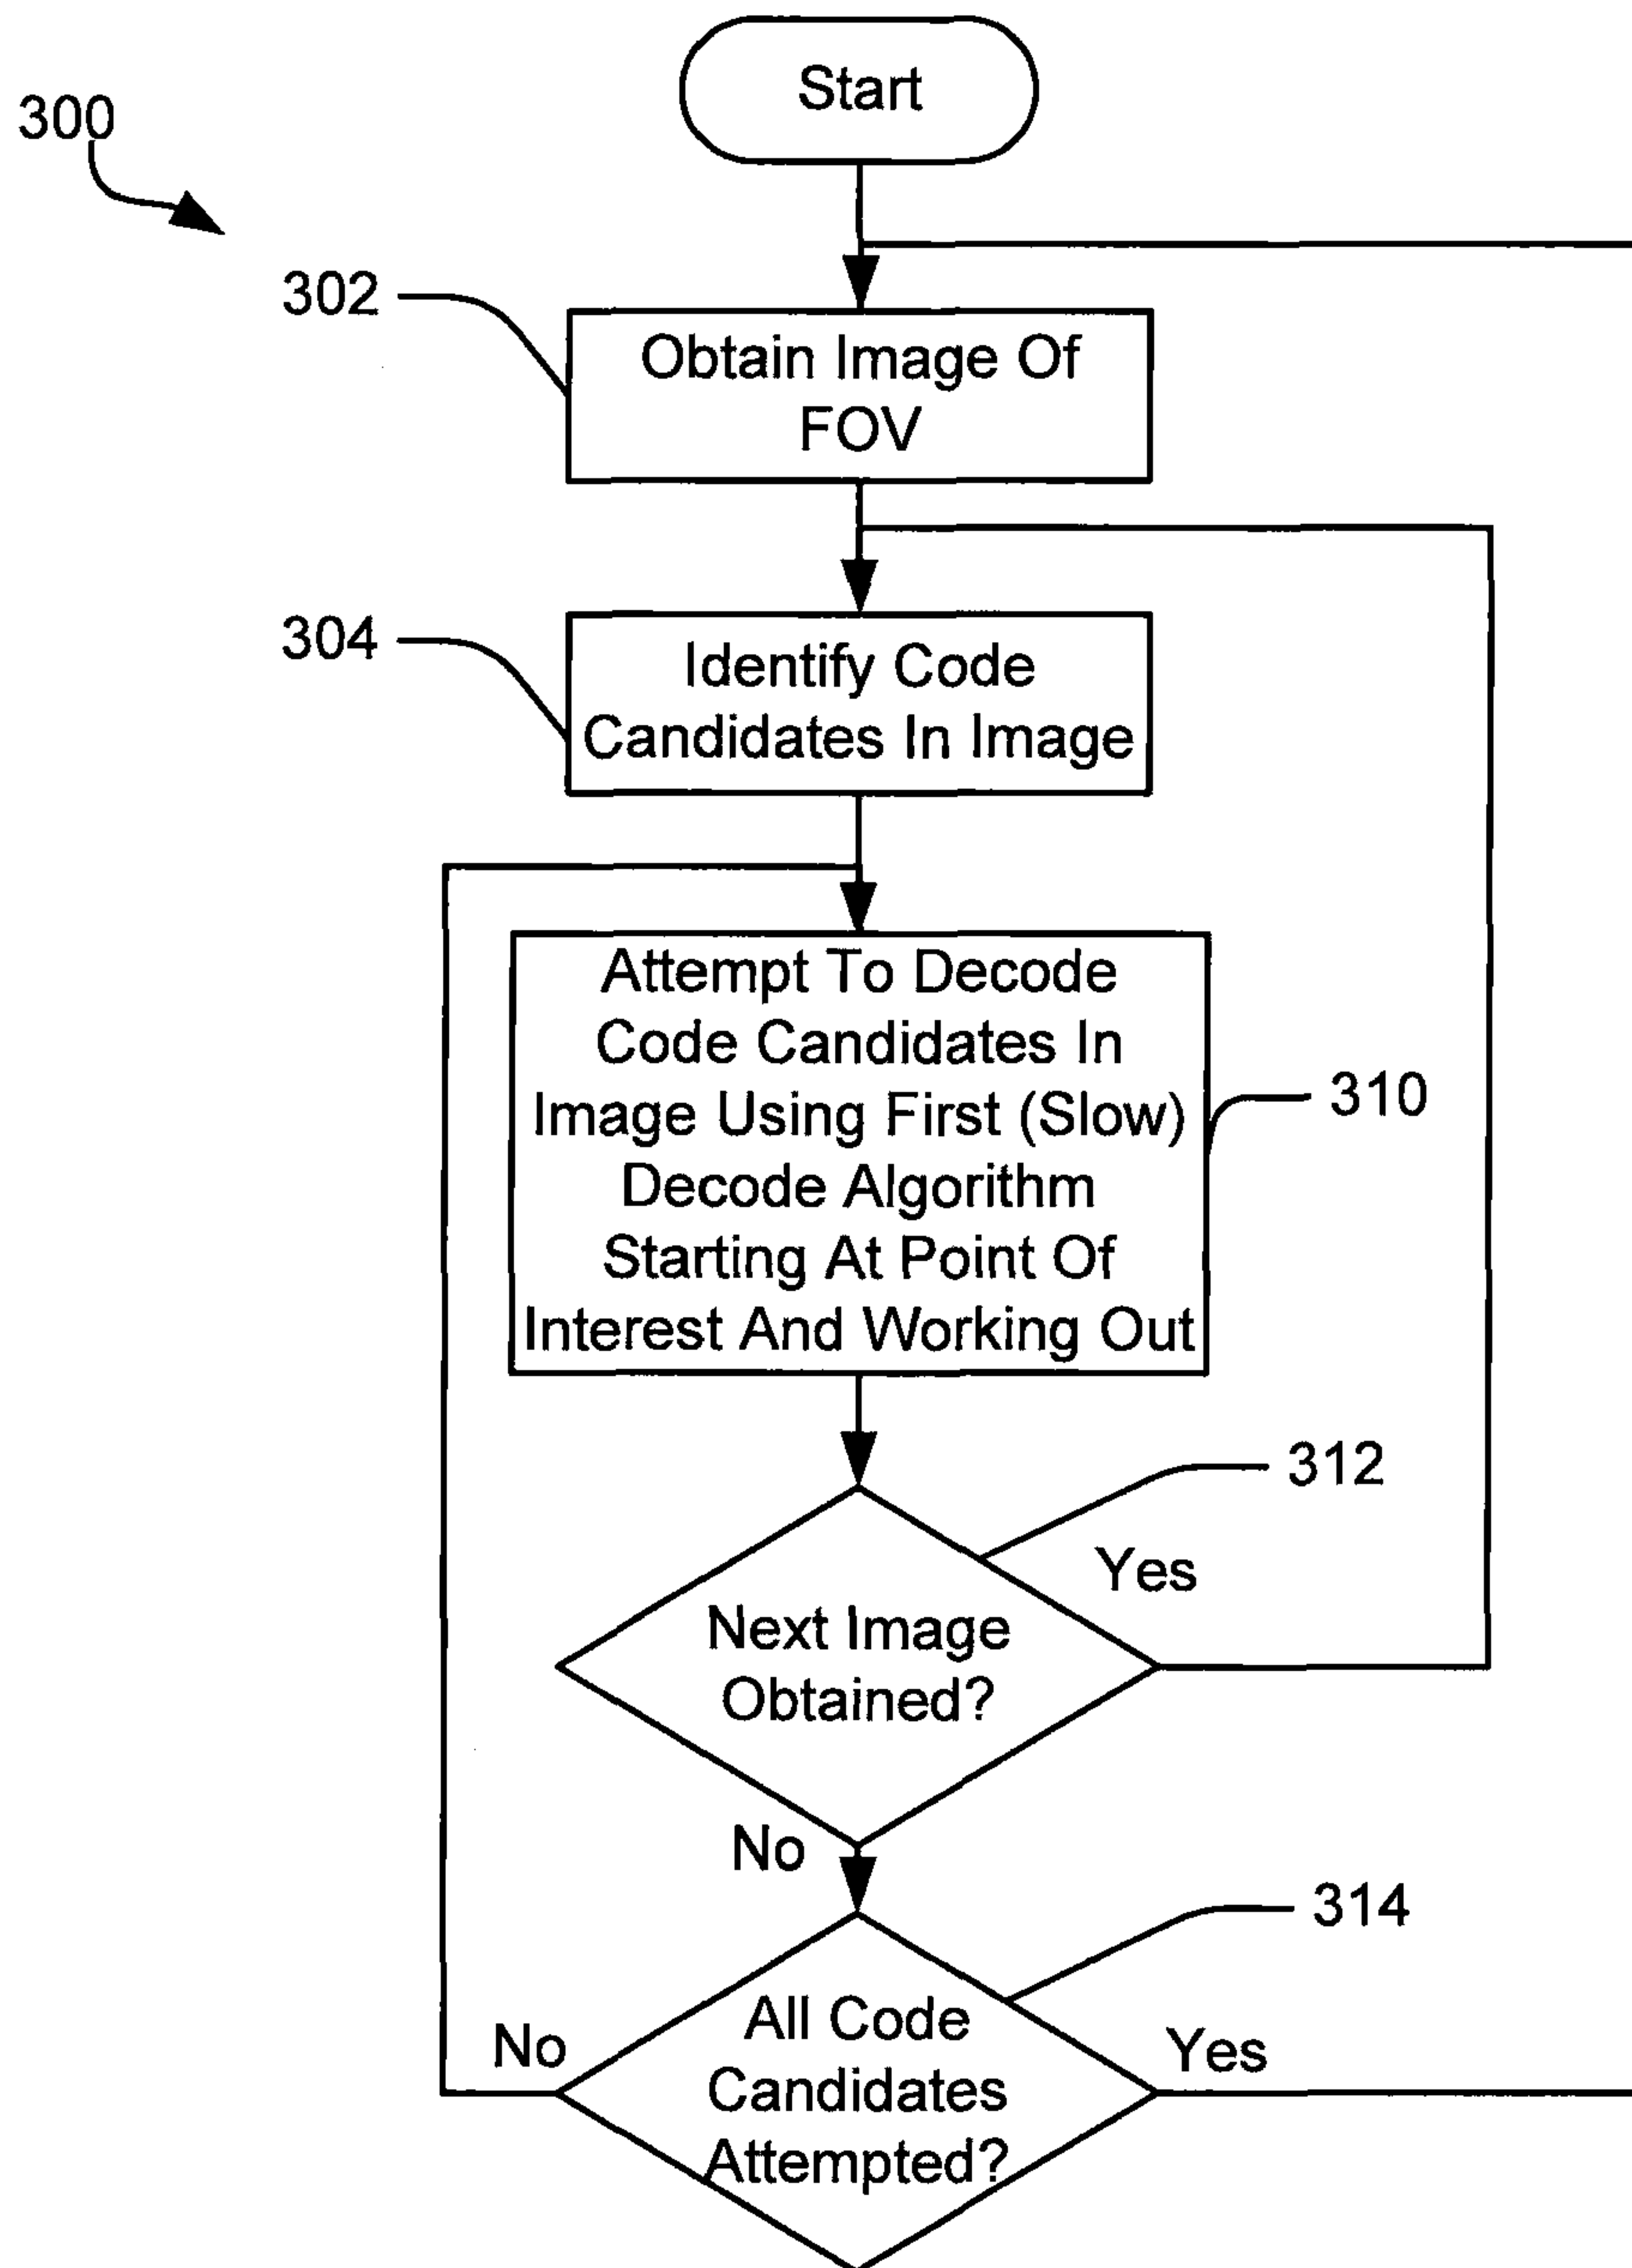 Start
300
302
Obtain Image Of
FOV
304
Identify Code
Candidates In Image
Attempt To Decode
Code Candidates In
Image Using First (Slow)
Decode Algorithm
Starting At Point Of
Interest And Working Out
310
312
Yes
Next Image
Obtained?
No
314
All Code
Candidates
Attempted?
No
Yes